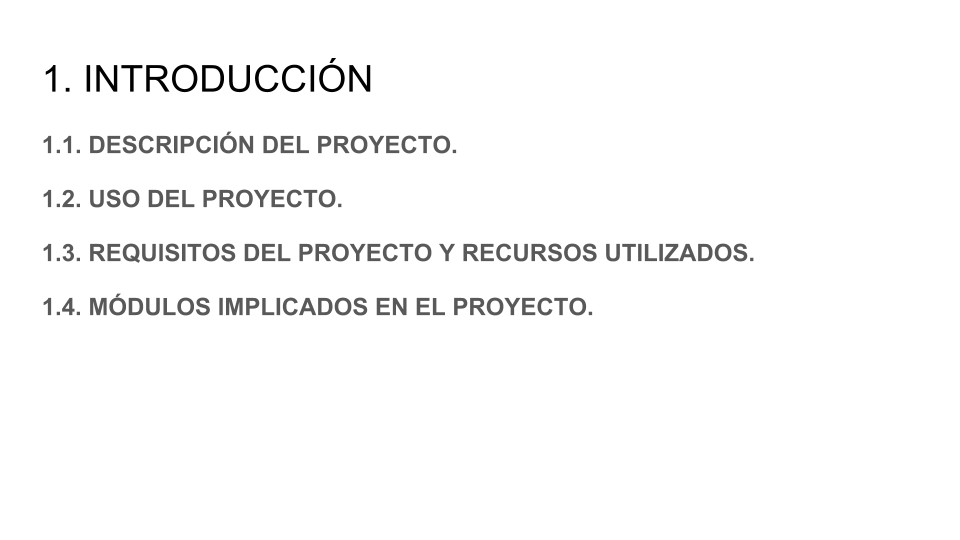 1. INTRODUCCIÓN
1.1. DESCRIPCIÓN DEL PROYECTO.
1.2. USO DEL PROYECTO.
1.3. REQUISITOS DEL PROYECTO Y RECURSOS UTILIZADOS.
1.4. MÓDULOS IMPLICADOS EN EL PROYECTO.